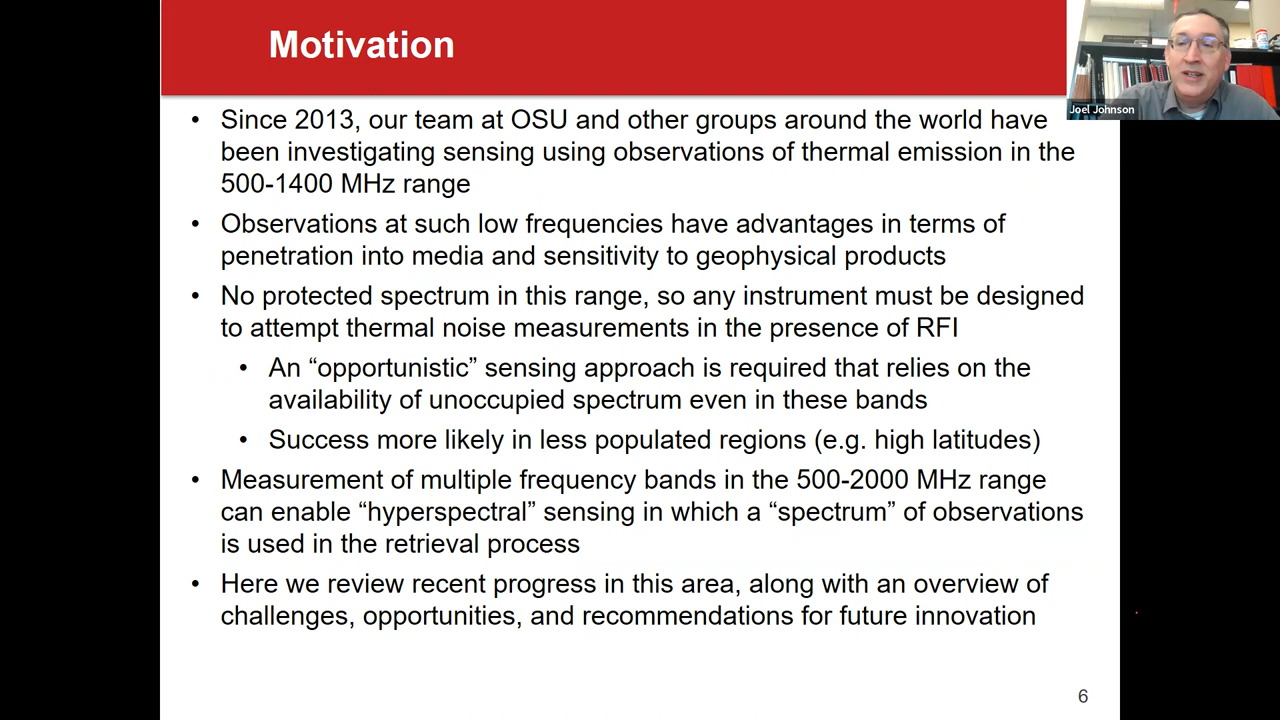 Motivation
Joel Johnson
• Since 2013, our team at OSU and other groups around the world have
been investigating sensing using observations of thermal emission in the
500-1400 MHz range
• Observations at such low frequencies have advantages in terms of
penetration into media and sensitivity to geophysical products
• No protected spectrum in this range, so any instrument must be designed
to attempt thermal noise measurements in the presence of RFI
• An “opportunistic” sensing approach is required that relies on the
availability of unoccupied spectrum even in these bands
• Success more likely in less populated regions (e.g. high latitudes)
• Measurement of multiple frequency bands in the 500-2000 MHz range
can enable “hyperspectral” sensing in which a “spectrum” of observations
is used in the retrieval process
• Here we review recent progress in this area, along with an overview of
challenges, opportunities, and recommendations for future innovation
6